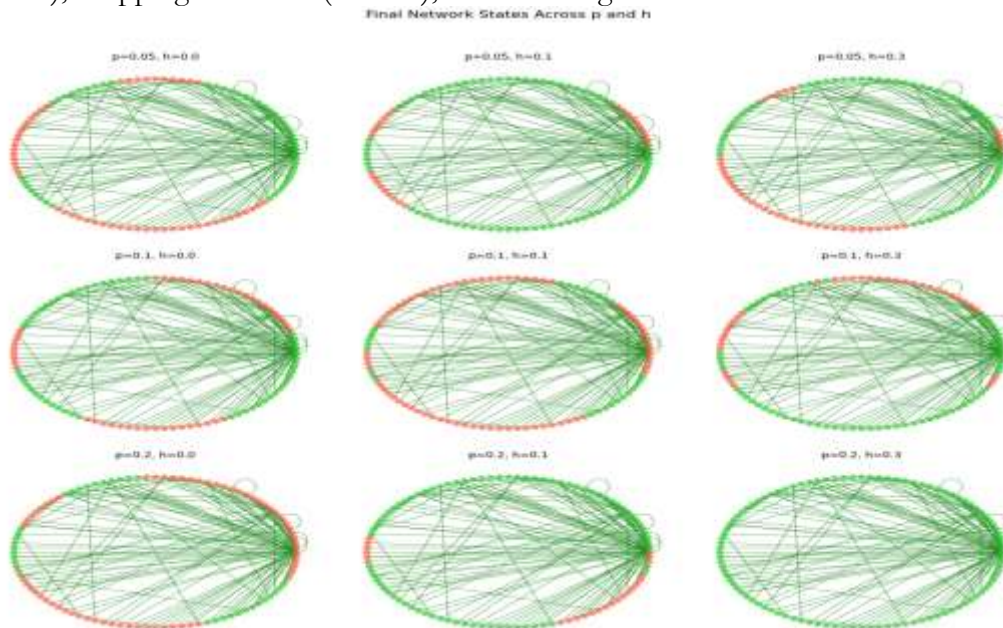 Final Network States Across p and h
p=0.05, h=0.0 p=0.05, h=0.1 p=0.05, h=0.3
p=0.1, h=0.0 p=0.1, h=0.1 p=0.1, h=0.3
p=0.2, h=0.0 p=0.2, h=0.1 p=0.2, h=0.3